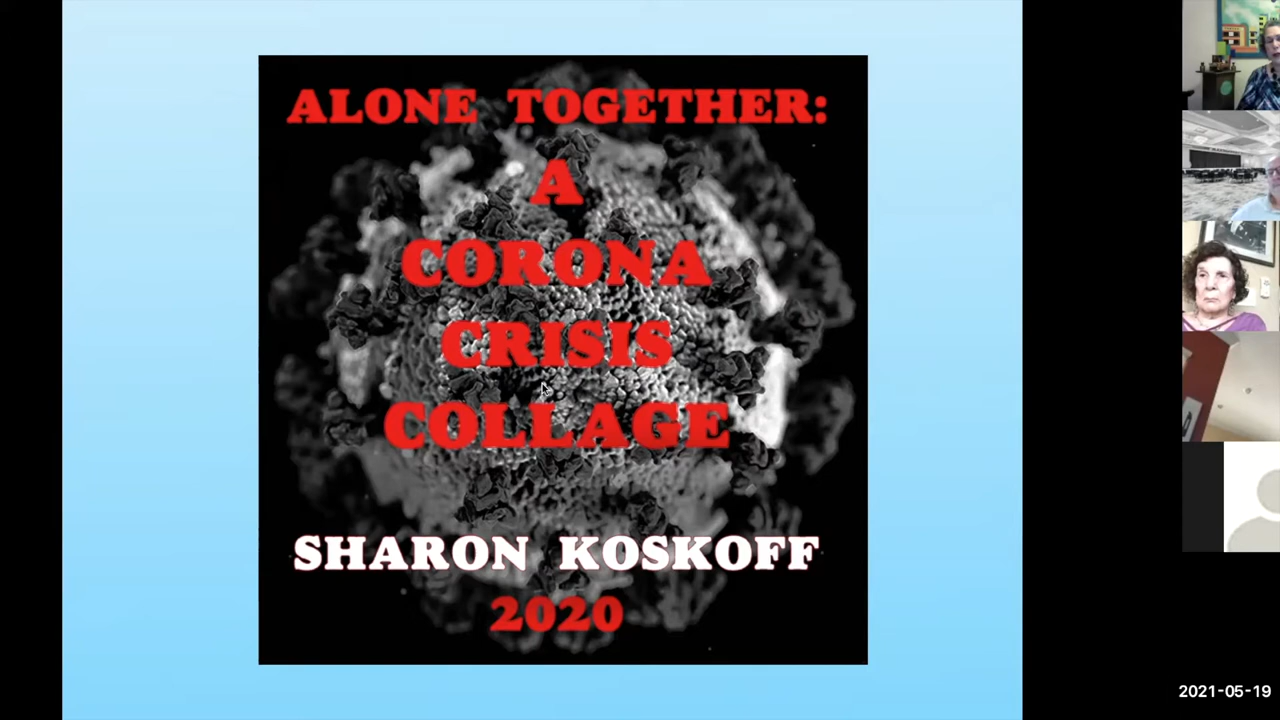 ALONE TOGETHER:
A
CORONA
CRISIS
COLLAGE
SHARON KOSKOFF
2020
2021-05-19